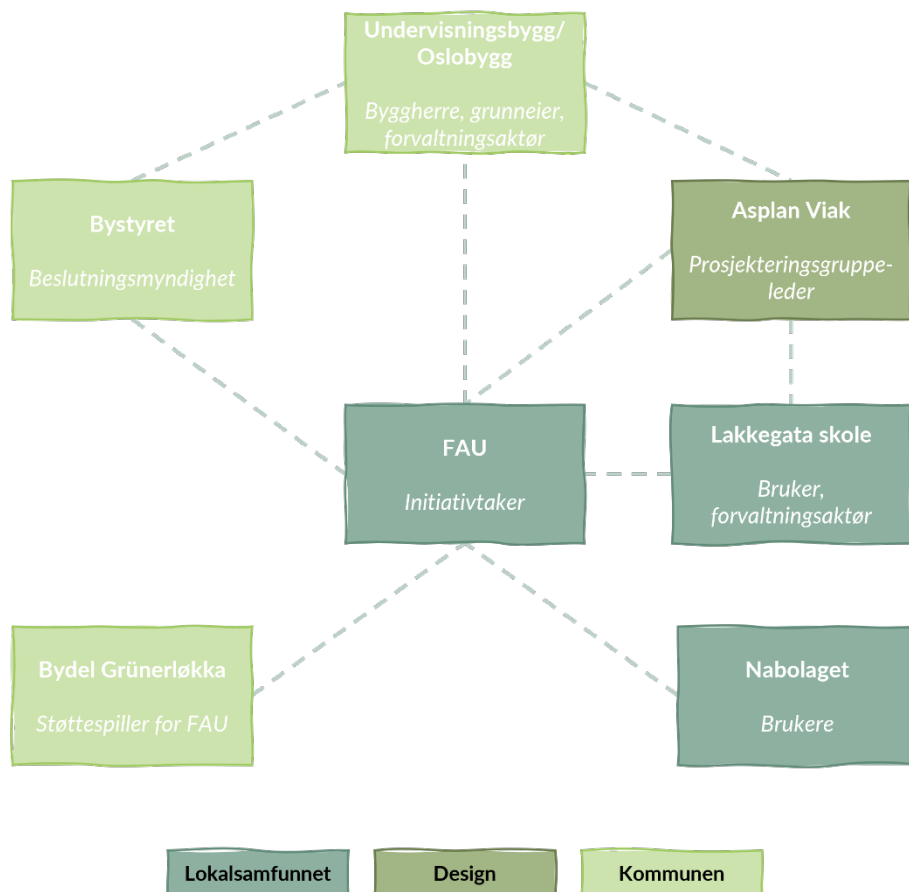 Undervisningsbygg/
Oslobygg
Byggherre, grunneier,
forvaltningsaktør
Bystyret
Beslutningsmyndighet
Asplan Viak
Prosjekteringsgruppe-
leder
FAU
Initiativtaker
Lakkegata skole
Bruker,
forvaltningsaktør
Bydel Grünerløkka
Støttespiller for FAU
Nabolaget
Brukere
Lokalsamfunnet
Design
Kommunen